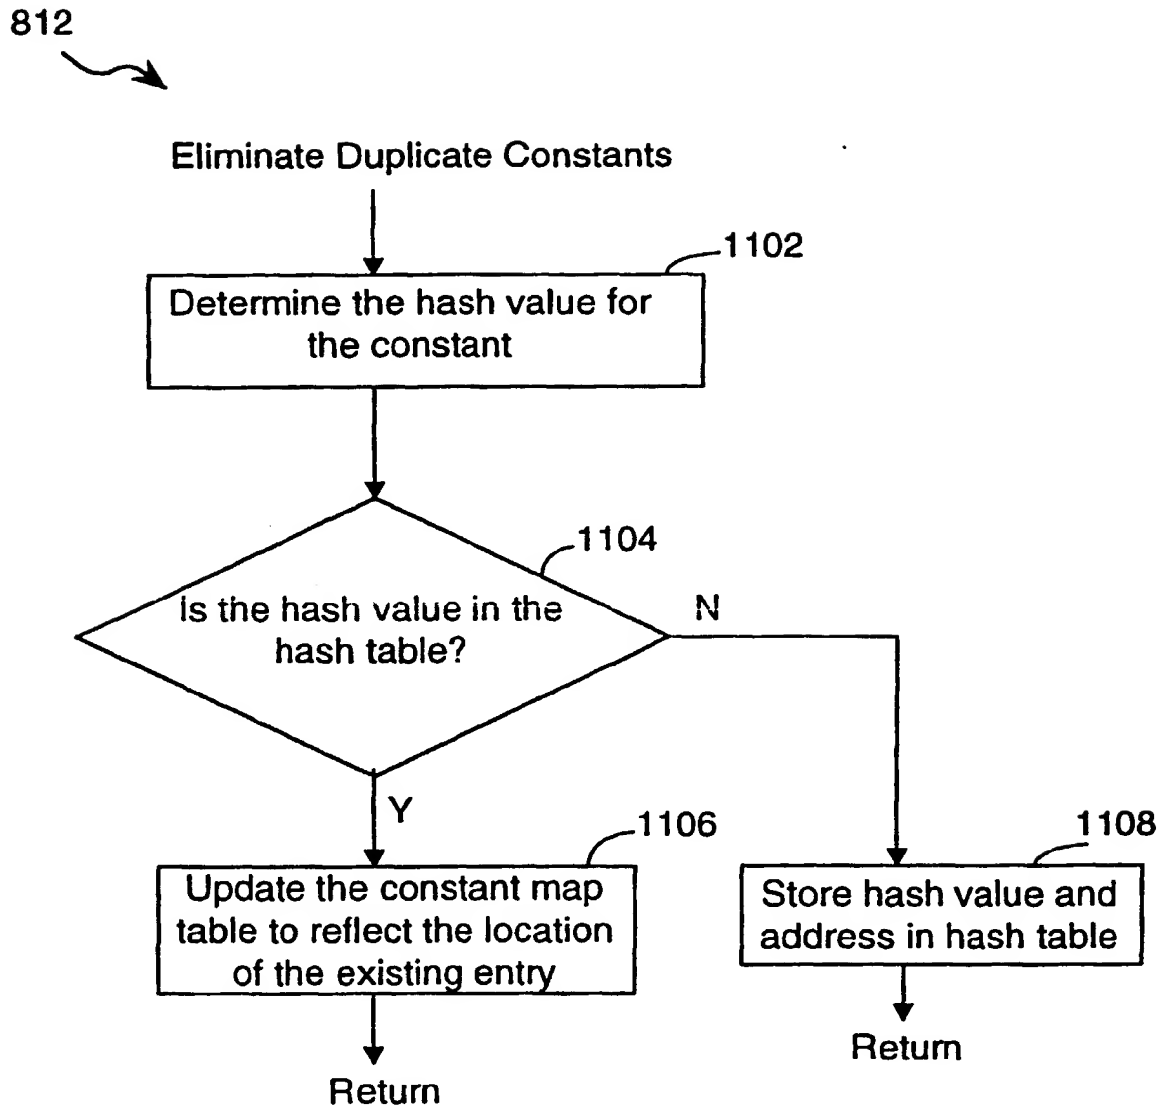 812
Eliminate Duplicate Constants
1102
Determine the hash value for
the constant
1104
Is the hash value in the
hash table?
N
Y
1106
Update the constant map
table to reflect the location
of the existing entry
1108
Store hash value and
address in hash table
Return
Return